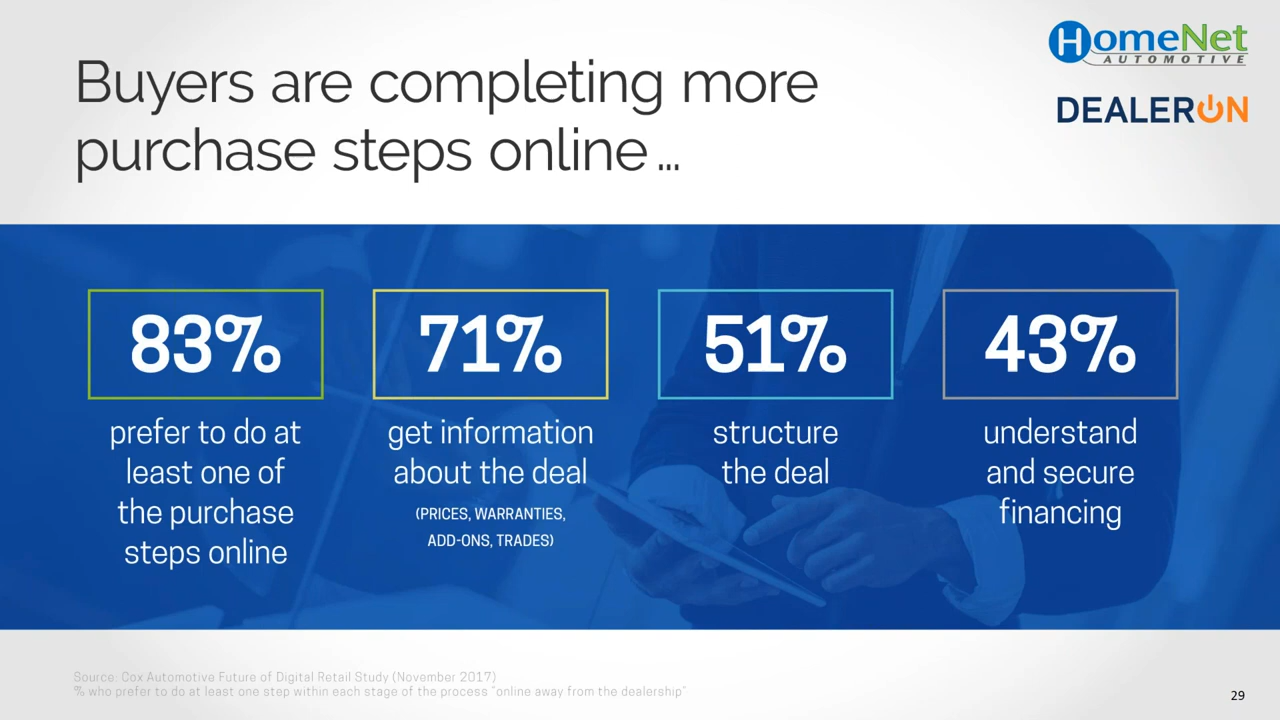 HomeNet
AUTOMOTIVE
DEALERON
Buyers are completing more
purchase steps online ...
83%
prefer to do at
least one of
the purchase
steps online
71%
get information
about the deal
(PRICES, WARRANTIES,
ADD-ONS, TRADES)
51%
structure
the deal
43%
understand
and secure
financing
Source: Cox Automotive Future of Digital Retail Study (November 2017)
% who prefer to do at least one step within each stage of the process "online away from the dealership"
29